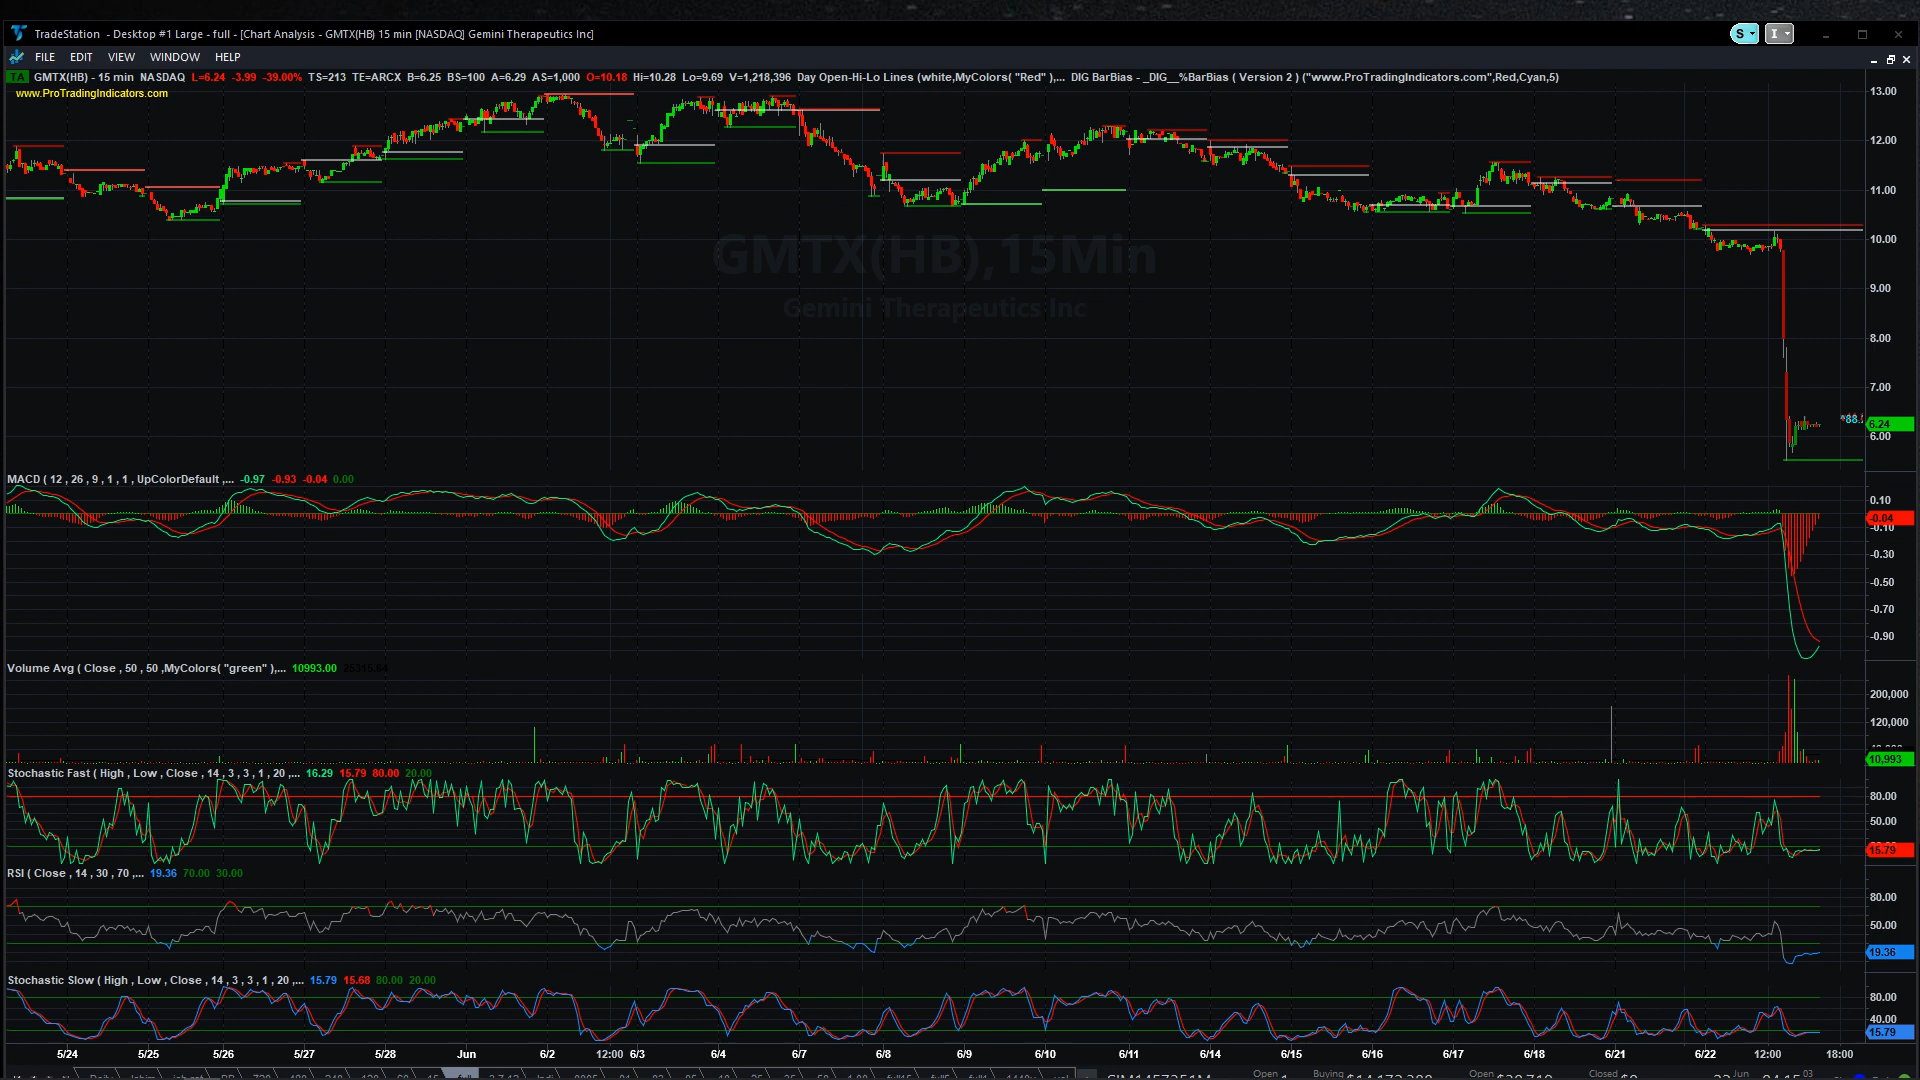 TradeStation - Desktop #1 Large - full - [Chart Analysis - GMTX(HB) 15 min [NASDAQ] Gemini Therapeutics Inc]
S I
FILE EDIT VIEW WINDOW HELP
TA GMTX(HB) - 15 min NASDAQ L=6.24 -3.99 -39.00% TS=213 TE=ARCX B=6.25 BS=100 A=6.29 AS=1,000 O=10.18 Hi=10.28 Lo=9.69 V=1,218,396 Day Open-Hi-Lo Lines (white,MyColors( "Red" ),... DIG BarBias - _DIG__%BarBias ( Version 2 ) ("www.ProTradingIndicators.com",Red,Cyan,5)
www.ProTradingIndicators.com
13.00
12.00
11.00
10.00
GMTX(HB),15Min
9.00
Gemini Therapeutics Inc
8.00
7.00
6.24
6.00
MACD ( 12 , 26 , 9 , 1 , 1 , UpColorDefault ,... -0.97 -0.93 -0.04 0.00
0.10
-0.04
-0.10
-0.30
-0.50
-0.70
-0.90
Volume Avg ( Close , 50 , 50 ,MyColors( "green" ),... 10993.00
200,000
120,000
10,993
Stochastic Fast ( High , Low , Close , 14 , 3 , 3 , 1 , 20 ,... 16.29 15.79 80.00 20.00
80.00
50.00
15.79
RSI ( Close , 14 , 30 , 70 ,... 19.36 70.00 30.00
80.00
50.00
19.36
Stochastic Slow ( High , Low , Close , 14 , 3 , 3 , 1 , 20 ,... 15.79 15.68 80.00 20.00
80.00
40.00
15.79
5/24 5/25 5/26 5/27 5/28 Jun 6/2 12:00 6/3 6/4 6/7 6/8 6/9 6/10 6/11 6/14 6/15 6/16 6/17 6/18 6/21 6/22 12:00 18:00
Open Buying Open Closed Jun